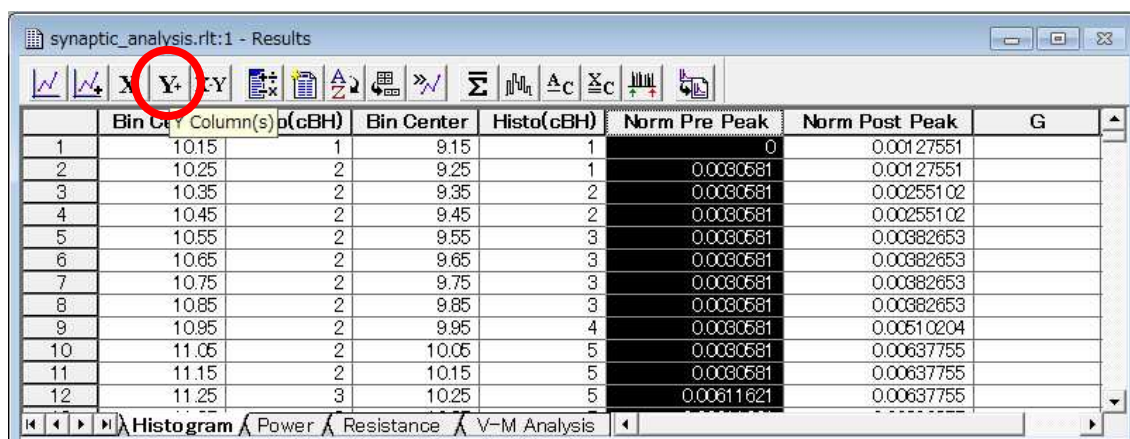 synaptic_analysis.rlt:1 - Results
X Y+ X-Y A Z Σ A C X C
Bin Ce Y Column(s) o(cBH) Bin Center Histo(cBH) Norm Pre Peak Norm Post Peak G
1 10.15 1 9.15 1 0 0.00127551
2 10.25 2 9.25 1 0.0030581 0.00127551
3 10.35 2 9.35 2 0.0030581 0.00255102
4 10.45 2 9.45 2 0.0030581 0.00255102
5 10.55 2 9.55 3 0.0030581 0.00382653
6 10.65 2 9.65 3 0.0030581 0.00382653
7 10.75 2 9.75 3 0.0030581 0.00382653
8 10.85 2 9.85 3 0.0030581 0.00382653
9 10.95 2 9.95 4 0.0030581 0.00510204
10 11.05 2 10.05 5 0.0030581 0.00637755
11 11.15 2 10.15 5 0.0030581 0.00637755
12 11.25 3 10.25 5 0.00611621 0.00637755
Histogram Power Resistance V-M Analysis